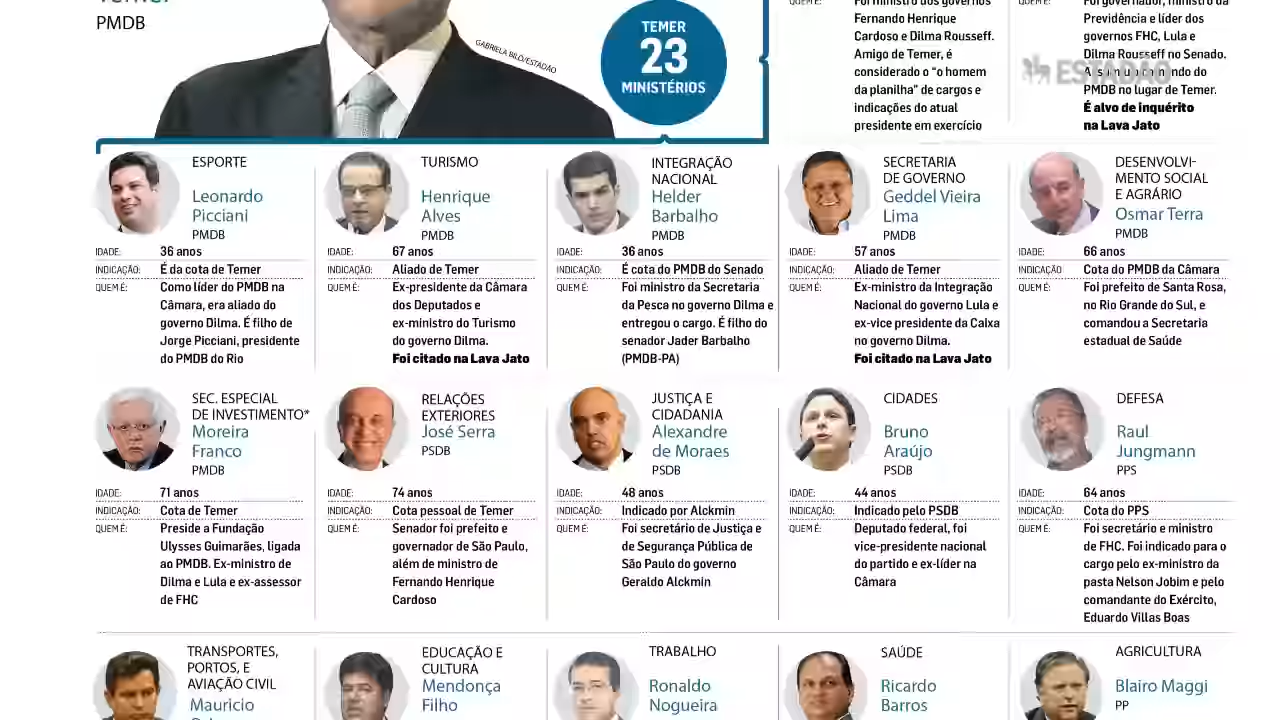 PMDB
GABRIELA BILÓ/ESTADÃO
TEMER
23
MINISTÉRIOS
QUEM É:
Foi ministro dos governos
Fernando Henrique
Cardoso e Dilma Rousseff.
Amigo de Temer, é
considerado o “o homem
da planilha” de cargos e
indicações do atual
presidente em exercício
QUEM É:
Foi governador, ministro da
Previdência e líder dos
governos FHC, Lula e
Dilma Rousseff no Senado.
do
PMDB no lugar de Temer.
É alvo de inquérito
na Lava Jato
ESTADÃO
ESPORTE
Leonardo
Picciani
PMDB
IDADE: 36 anos
INDICAÇÃO: É da cota de Temer
QUEM É: Como líder do PMDB na
Câmara, era aliado do
governo Dilma. É filho de
Jorge Picciani, presidente
do PMDB do Rio
TURISMO
Henrique
Alves
PMDB
IDADE: 67 anos
INDICAÇÃO: Aliado de Temer
QUEM É: Ex-presidente da Câmara
dos Deputados e
ex-ministro do Turismo
do governo Dilma.
Foi citado na Lava Jato
INTEGRAÇÃO
NACIONAL
Helder
Barbalho
PMDB
IDADE: 36 anos
INDICAÇÃO: É cota do PMDB do Senado
QUEM É: Foi ministro da Secretaria
da Pesca no governo Dilma e
entregou o cargo. É filho do
senador Jader Barbalho
(PMDB-PA)
SECRETARIA
DE GOVERNO
Geddel Vieira
Lima
PMDB
IDADE: 57 anos
INDICAÇÃO: Aliado de Temer
QUEM É: Ex-ministro da Integração
Nacional do governo Lula e
ex-vice presidente da Caixa
no governo Dilma.
Foi citado na Lava Jato
DESENVOLVI-
MENTO SOCIAL
E AGRÁRIO
Osmar Terra
PMDB
IDADE: 66 anos
INDICAÇÃO Cota do PMDB da Câmara
QUEM É: Foi prefeito de Santa Rosa,
no Rio Grande do Sul, e
comandou a Secretaria
estadual de Saúde
SEC. ESPECIAL
DE INVESTIMENTO*
Moreira
Franco
PMDB
IDADE: 71 anos
INDICAÇÃO: Cota de Temer
QUEM É: Preside a Fundação
Ulysses Guimarães, ligada
ao PMDB. Ex-ministro de
Dilma e Lula e ex-assessor
de FHC
RELAÇÕES
EXTERIORES
José Serra
PSDB
IDADE: 74 anos
INDICAÇÃO: Cota pessoal de Temer
QUEM É: Senador foi prefeito e
governador de São Paulo,
além de ministro de
Fernando Henrique
Cardoso
JUSTIÇA E
CIDADANIA
Alexandre
de Moraes
PSDB
IDADE: 48 anos
INDICAÇÃO: Indicado por Alckmin
QUEM É: Foi secretário de Justiça e
de Segurança Pública de
São Paulo do governo
Geraldo Alckmin
CIDADES
Bruno
Araújo
PSDB
IDADE: 44 anos
INDICAÇÃO: Indicado pelo PSDB
QUEM É: Deputado federal, foi
vice-presidente nacional
do partido e ex-líder na
Câmara
DEFESA
Raul
Jungmann
PPS
IDADE: 64 anos
INDICAÇÃO: Cota do PPS
QUEM É: Foi secretário e ministro
de FHC. Foi indicado para o
cargo pelo ex-ministro da
pasta Nelson Jobim e pelo
comandante do Exército,
Eduardo Villas Boas
TRANSPORTES,
PORTOS, E
AVIAÇÃO CIVIL
Mauricio
EDUCAÇÃO E
CULTURA
Mendonça
Filho
TRABALHO
Ronaldo
Nogueira
SAÚDE
Ricardo
Barros
AGRICULTURA
Blairo Maggi
PP